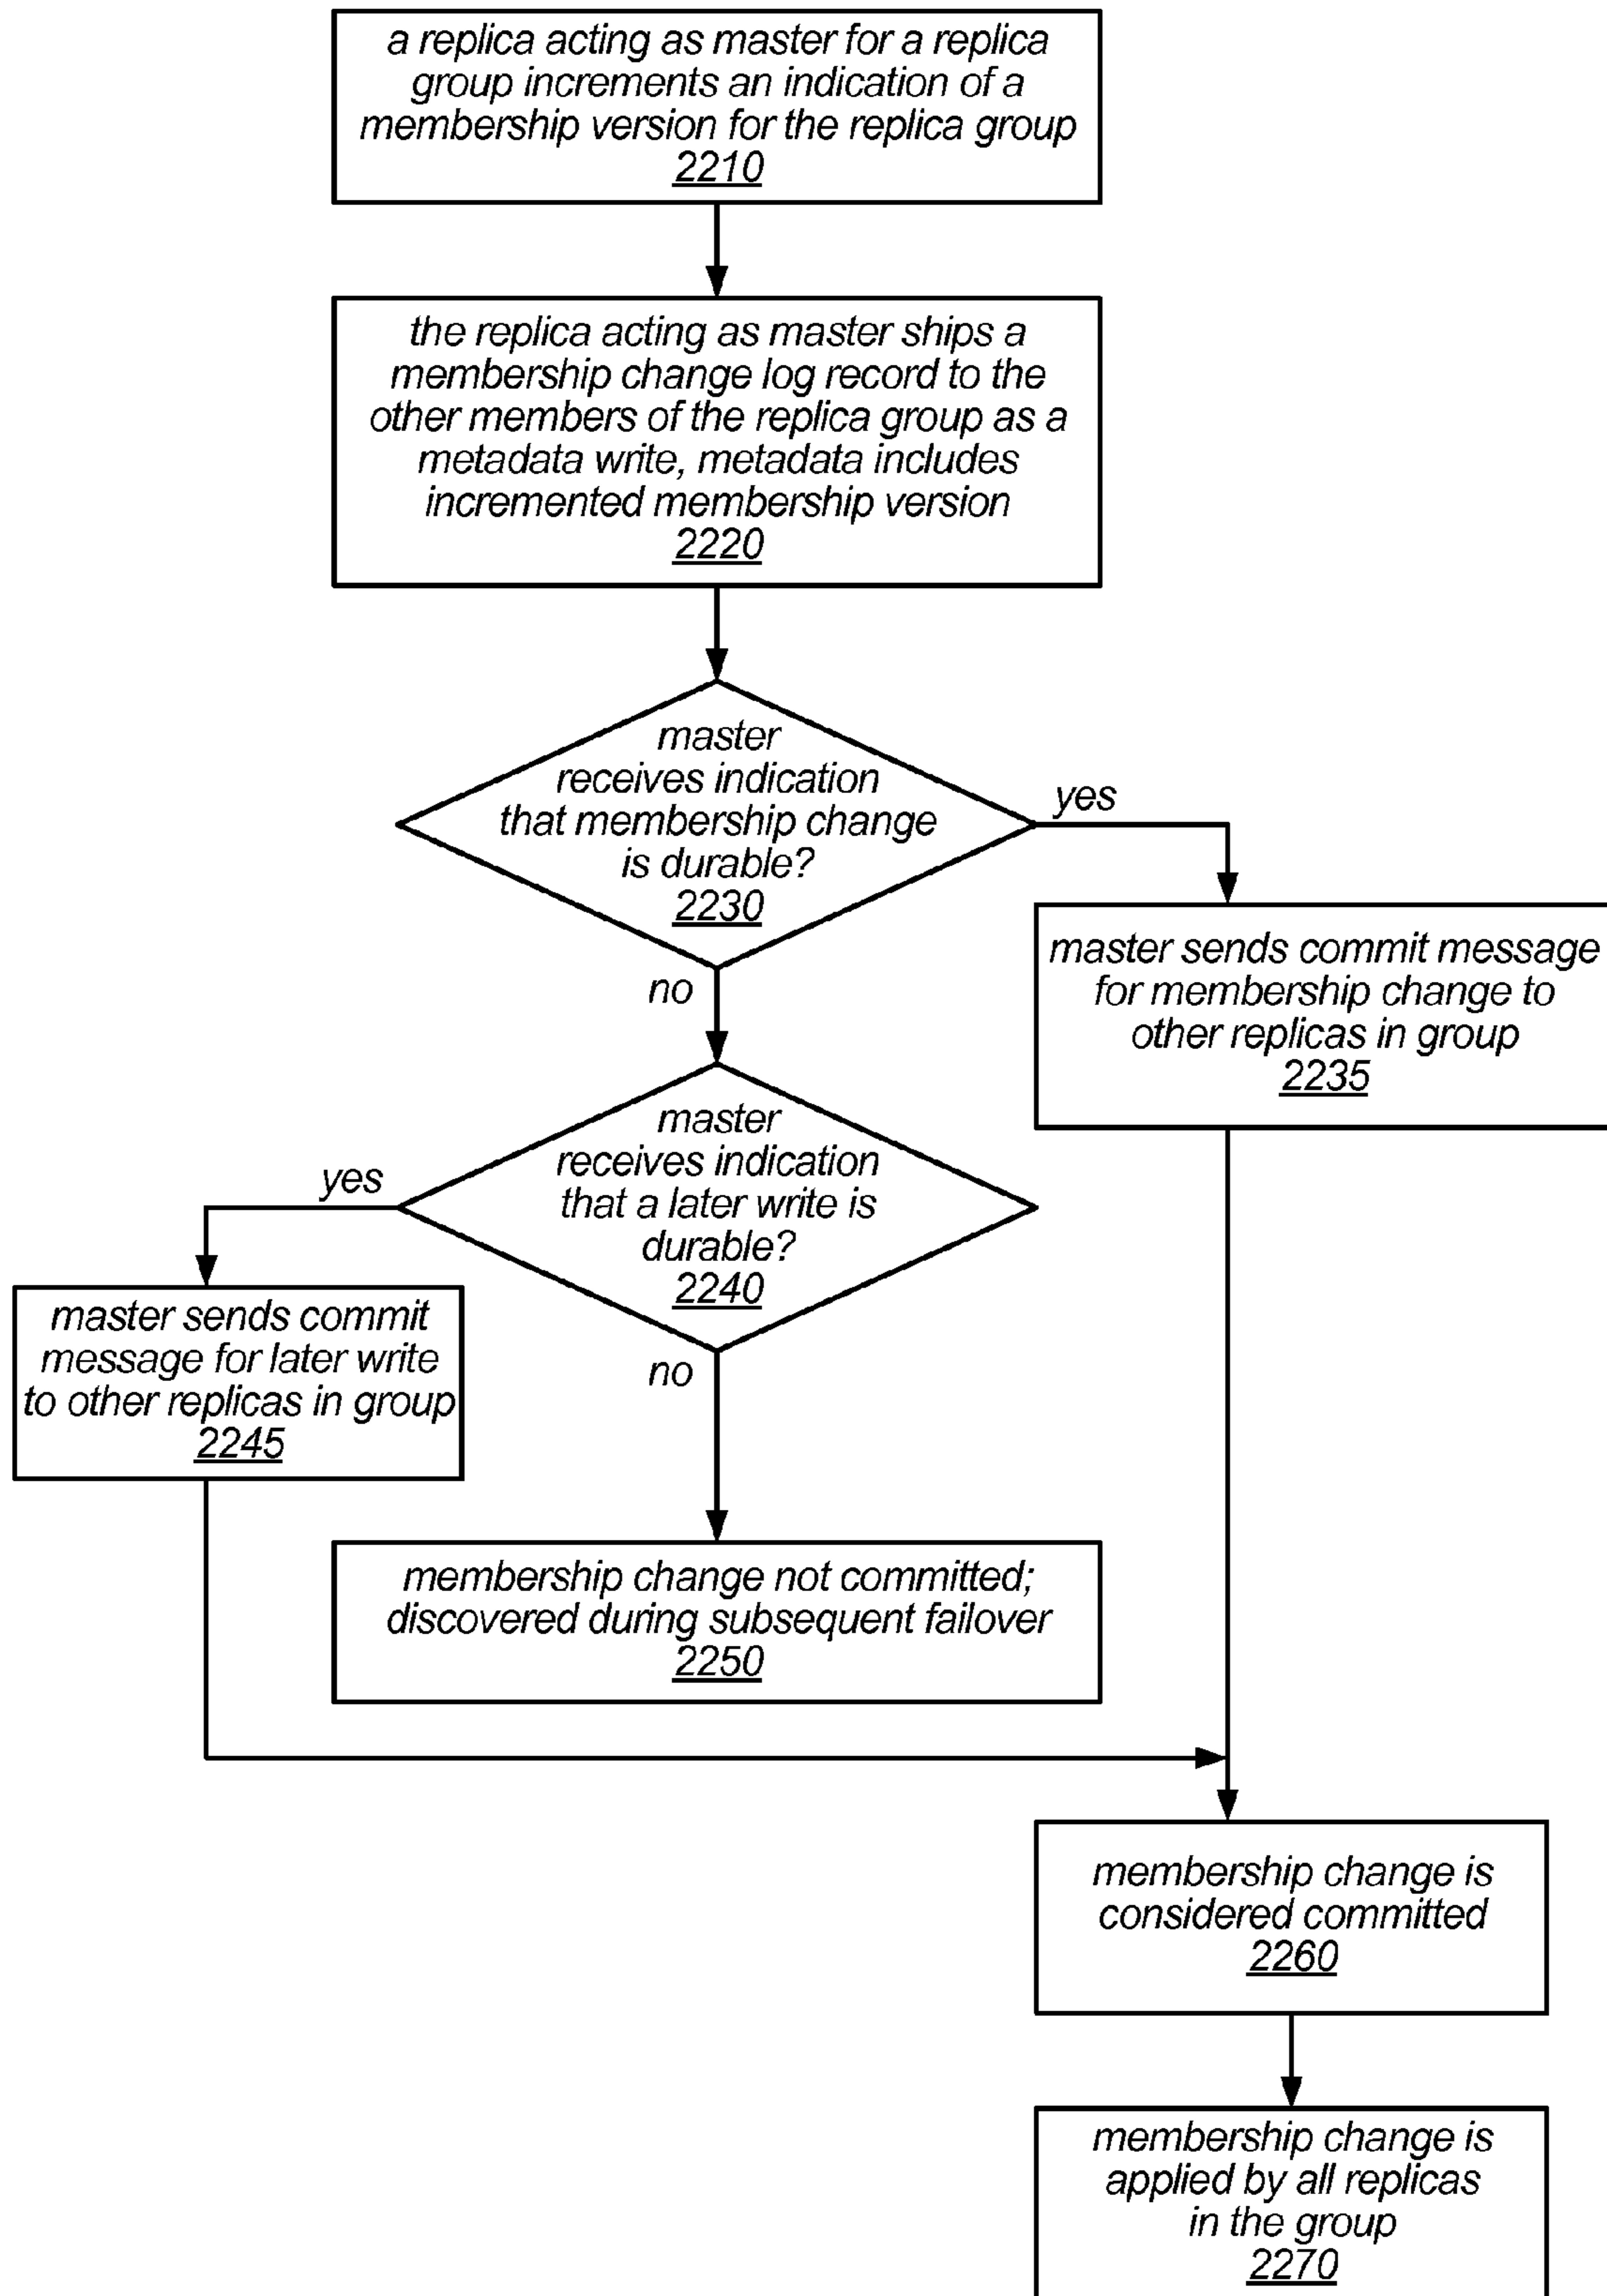 a replica acting as master for a replica
group increments an indication of a
membership version for the replica group
2210
the replica acting as master ships a
membership change log record to the
other members of the replica group as a
metadata write, metadata includes
incremented membership version
2220
master
receives indication
that membership change
is durable?
2230
yes
no
master sends commit message
for membership change to
other replicas in group
2235
master
receives indication
that a later write is
durable?
2240
yes
no
master sends commit
message for later write
to other replicas in group
2245
membership change not committed;
discovered during subsequent failover
2250
membership change is
considered committed
2260
membership change is
applied by all replicas
in the group
2270